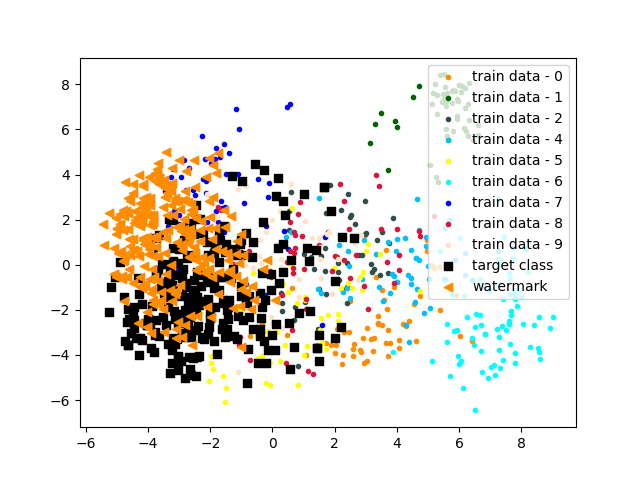 8
6
4
2
0
−2
−4
−6
−6
−4
−2
0
2
4
6
8
train data - 0
train data - 1
train data - 2
train data - 4
train data - 5
train data - 6
train data - 7
train data - 8
train data - 9
target class
watermark